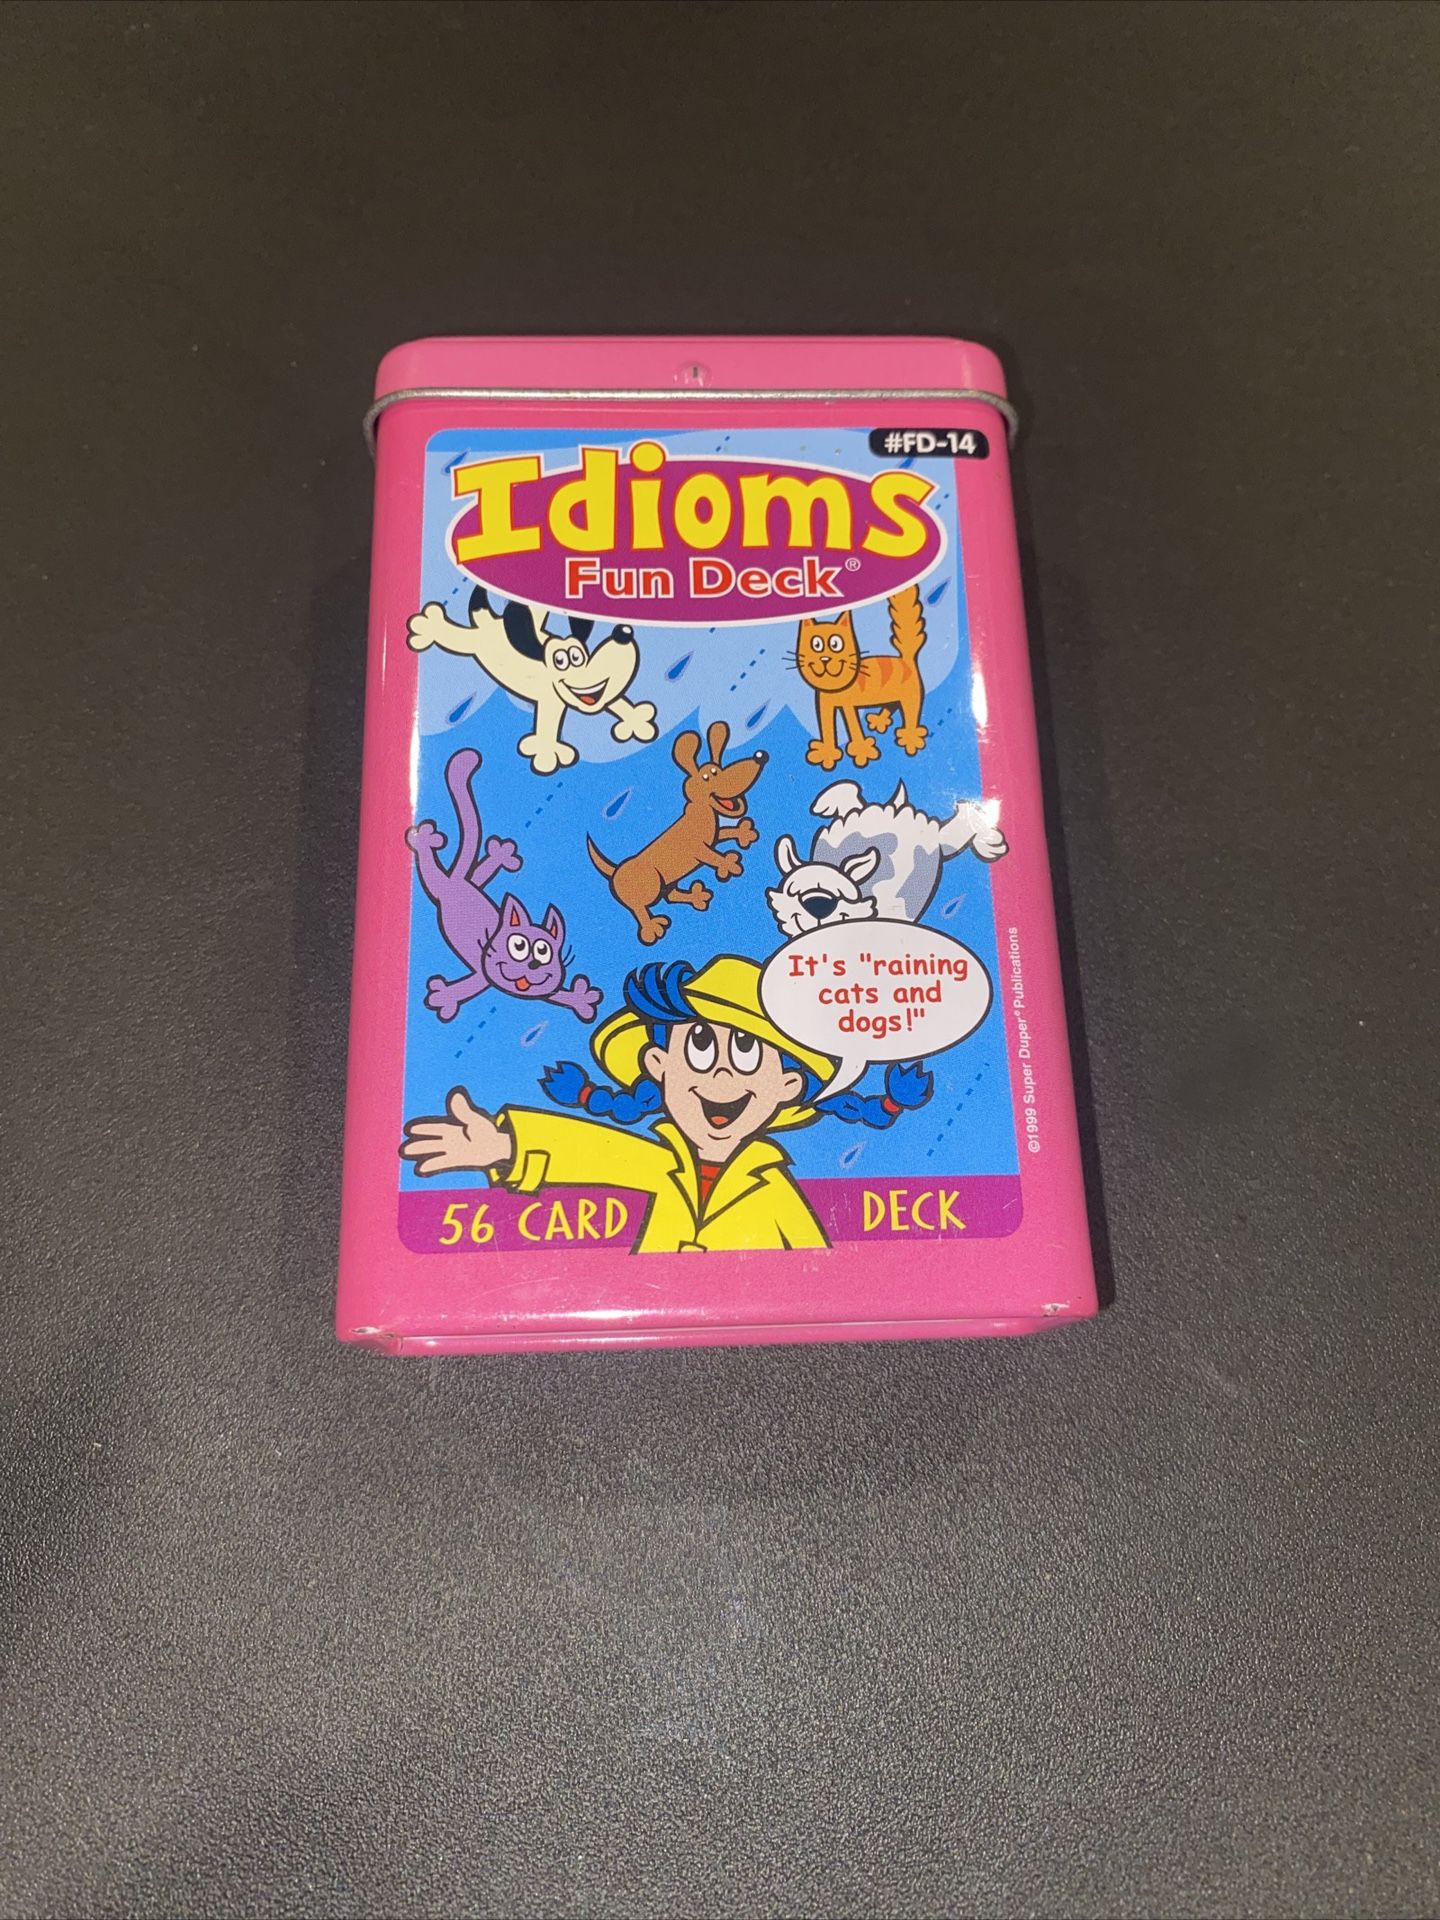 #FD-14
Idioms
Fun Deck®
It's "raining
cats and
dogs!"
©1999 Super Duper® Publications
56 CARD DECK